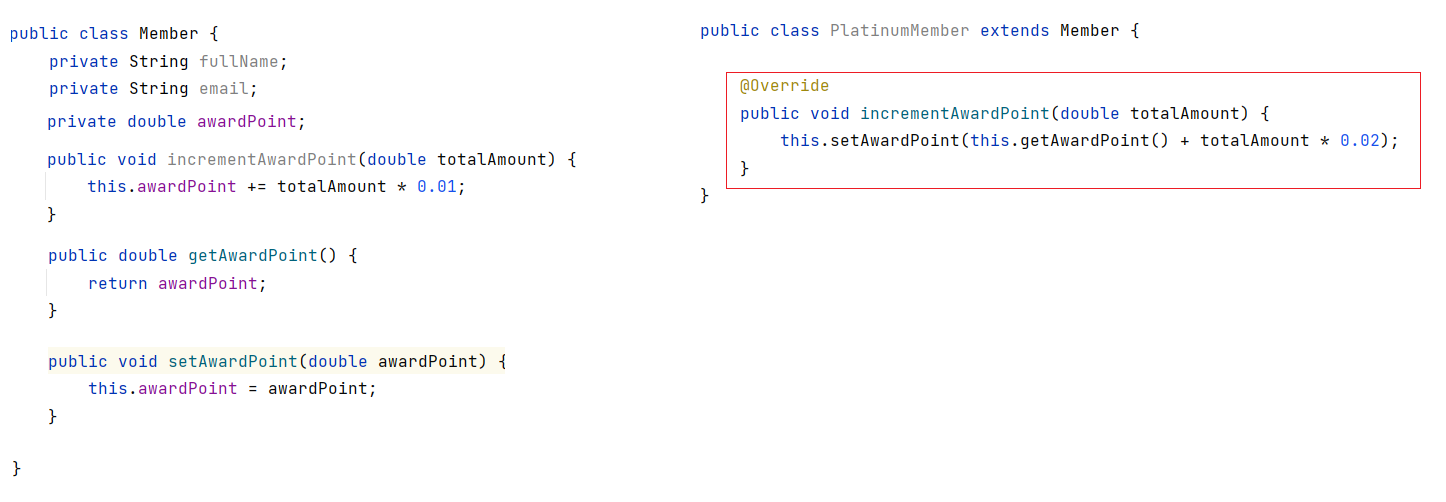 public class Member {
    private String fullName;
    private String email;
    private double awardPoint;
    public void incrementAwardPoint(double totalAmount) {
        this.awardPoint += totalAmount * 0.01;
    }
    public double getAwardPoint() {
        return awardPoint;
    }
    public void setAwardPoint(double awardPoint) {
        this.awardPoint = awardPoint;
    }
}
public class PlatinumMember extends Member {
    @Override
    public void incrementAwardPoint(double totalAmount) {
        this.setAwardPoint(this.getAwardPoint() + totalAmount * 0.02);
    }
}